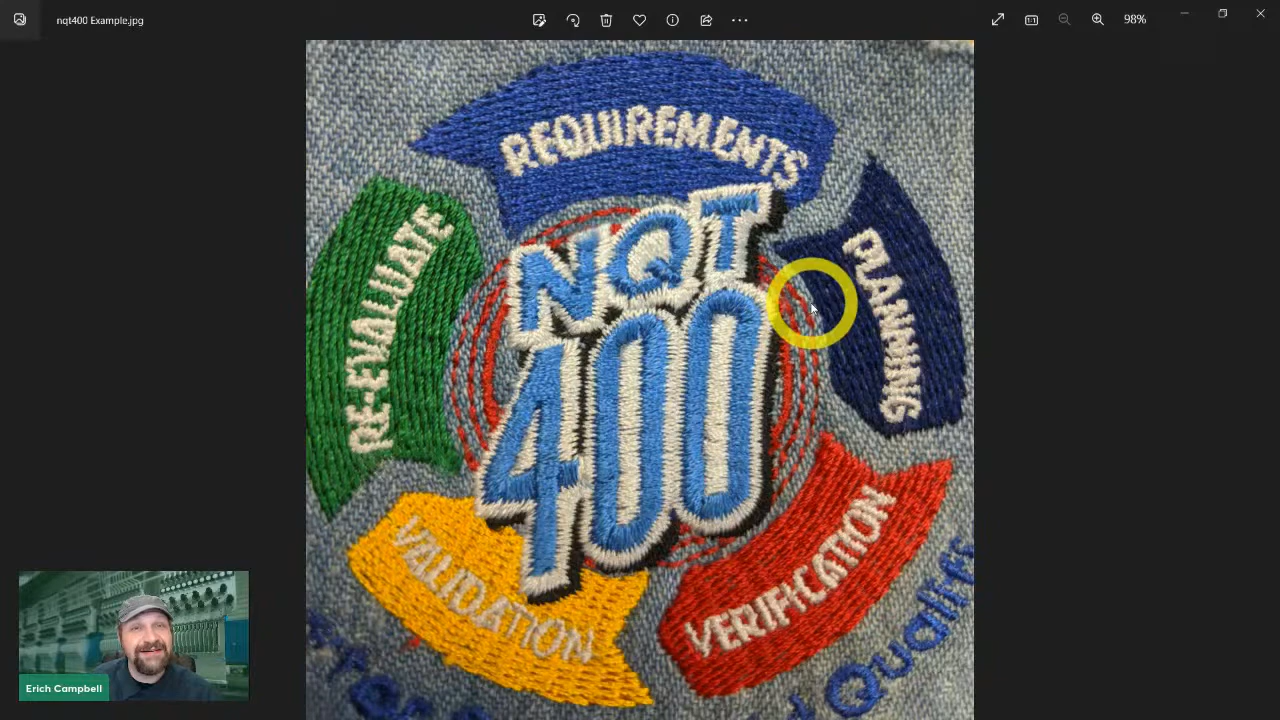 nqt400 Example.jpg
98%
REQUIREMENTS
PLANNING
RE-EVALUATE
NQT
400
VALIDATION
VERIFICATION
Erich Campbell